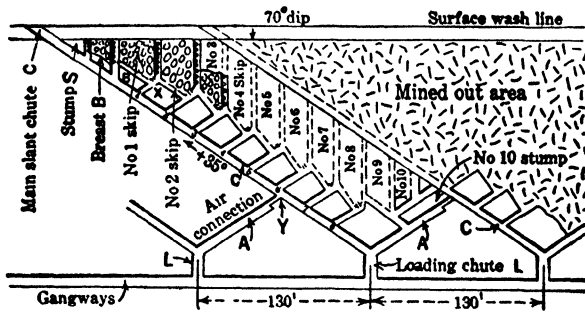 70° dip
Surface wash line
Main slant chute C
Stump S
Breast B
No 1 skip
No 2 skip
No 3
No 4 Skip
No 5
No 6
No 7
No 8
No 9
No 10
Mined out area
No 10 stump
a
x
+35°
C
Air
connection
A
Y
A
C
L
Loading chute L
Gangways
130'
130'